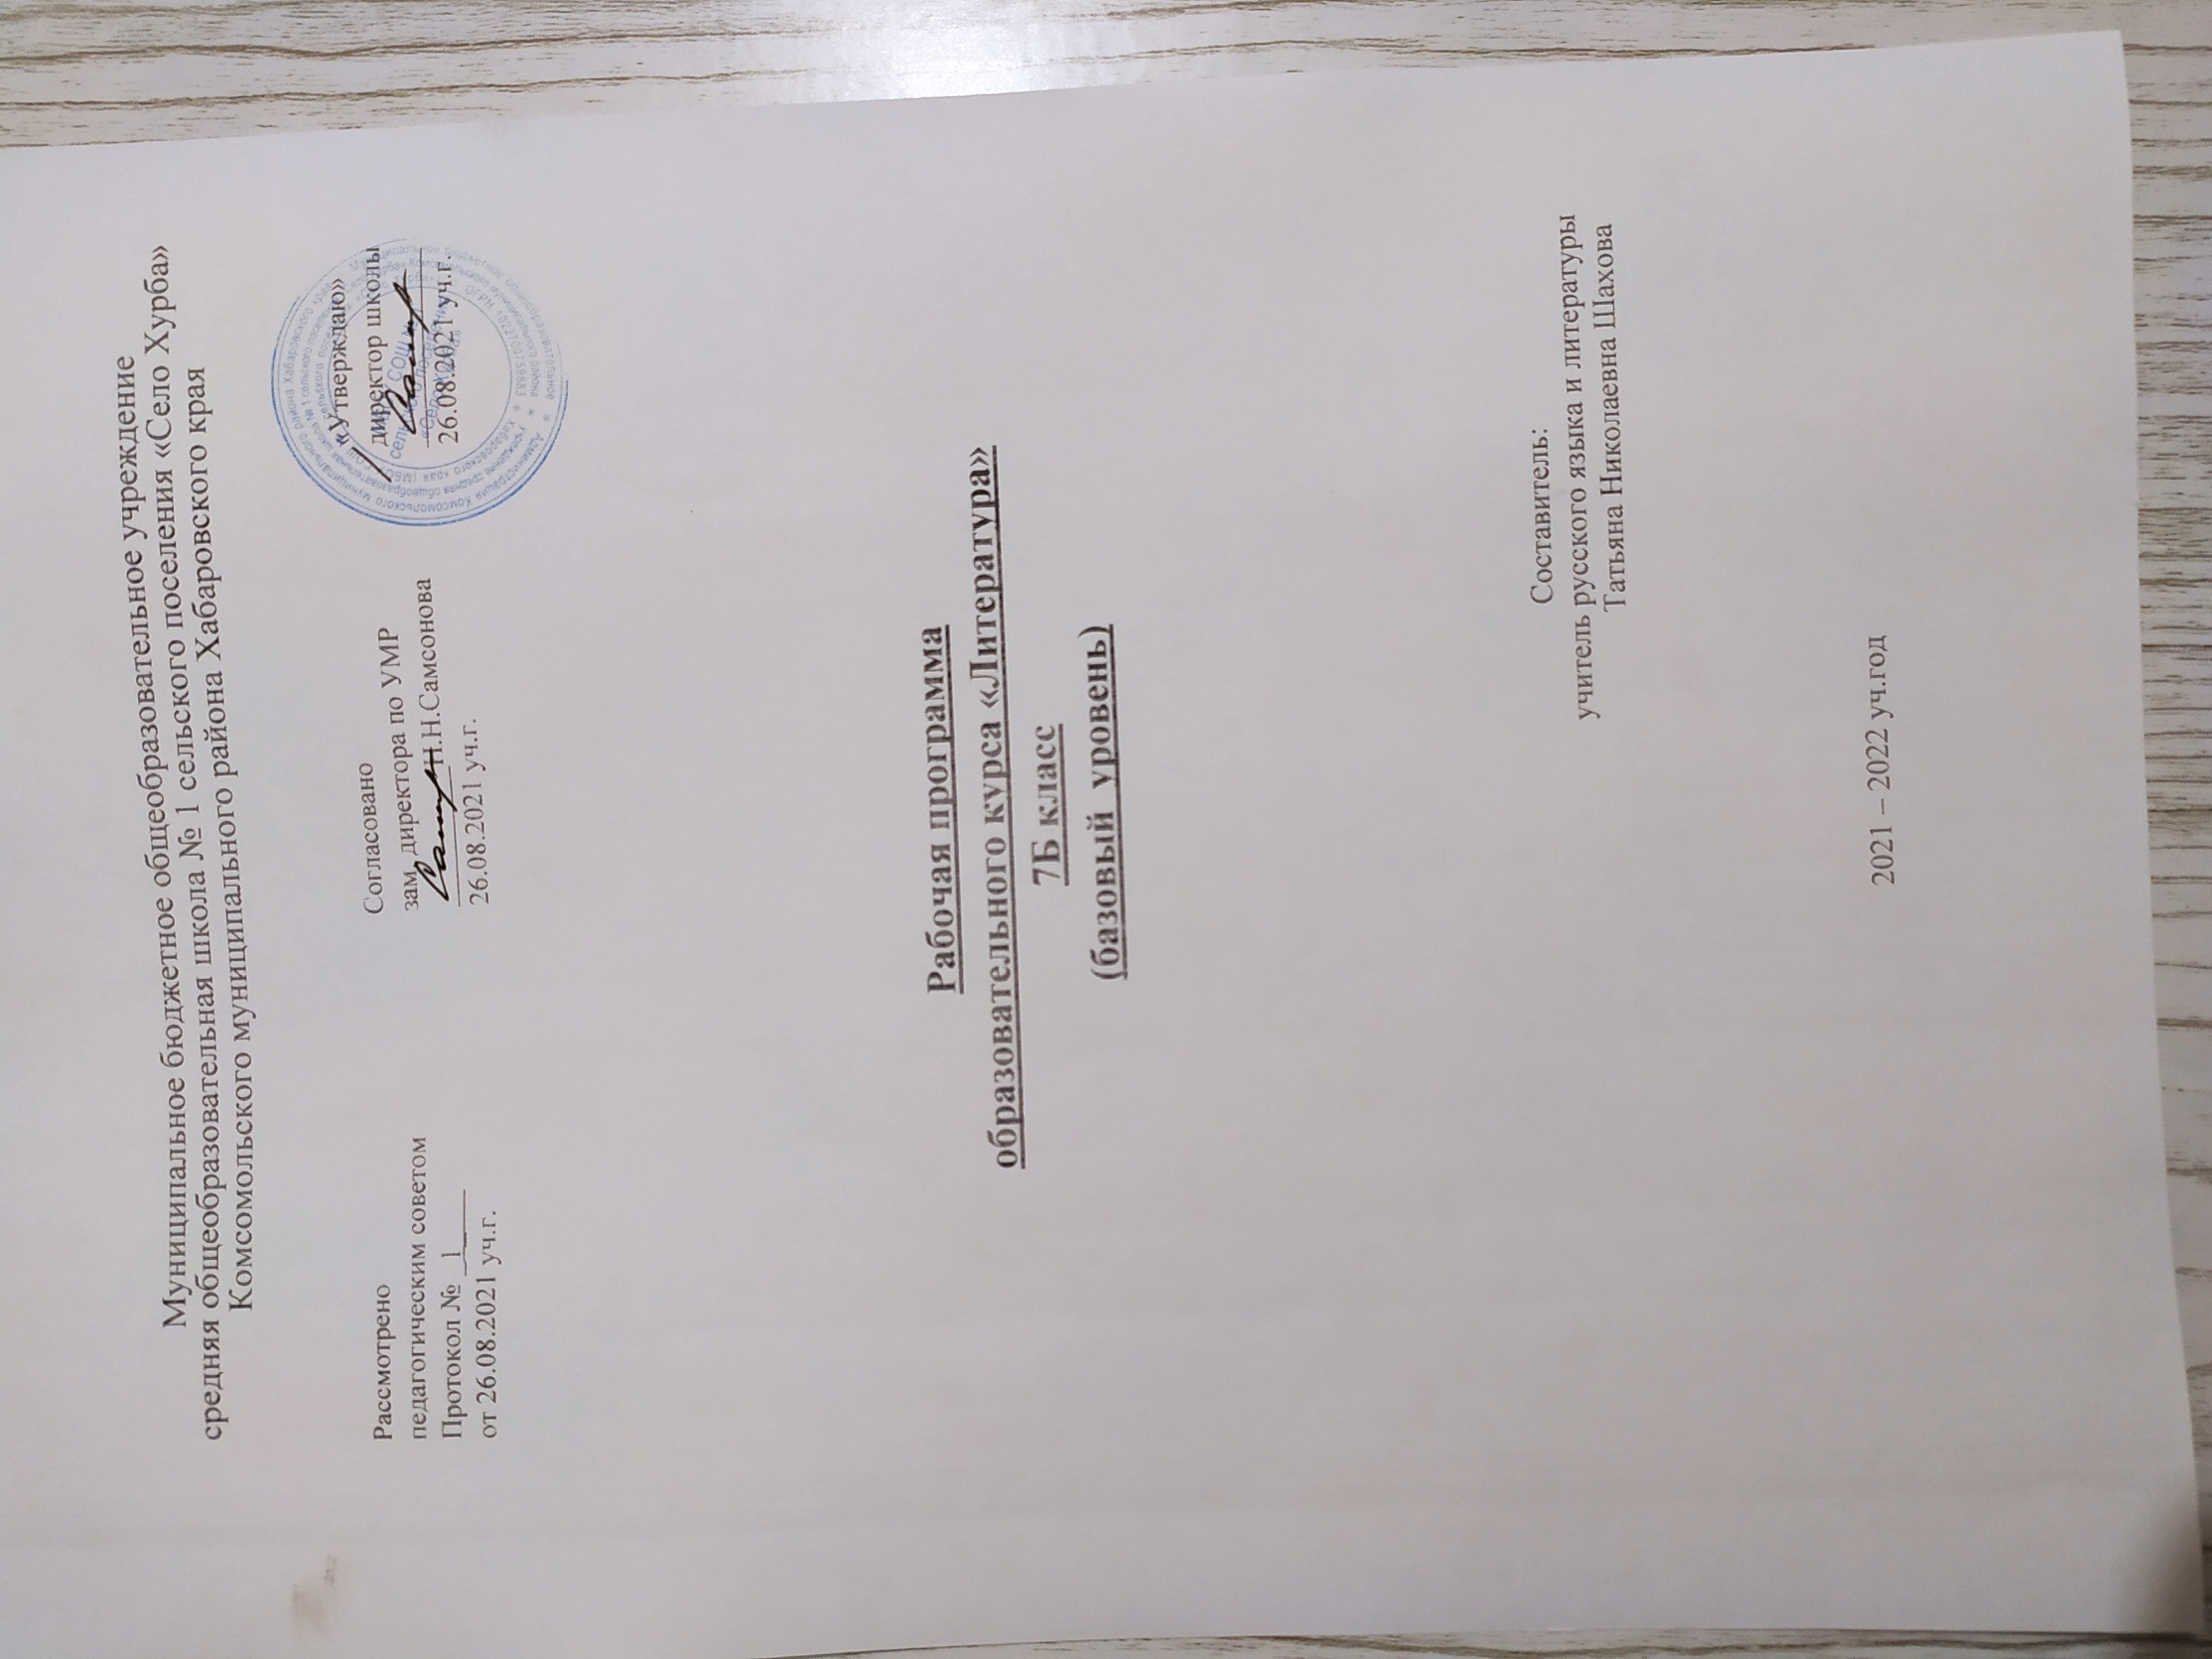 Муниципальное бюджетное общеобразовательное учреждение
средняя общеобразовательная школа № 1 сельского поселения «Село Хурба»
Комсомольского муниципального района Хабаровского края
Рассмотрено
педагогическим советом
Протокол № 1
от 26.08.2021 уч.г.
Согласовано
зам директора по УМР
Н.Н.Самсонова
26.08.2021 уч.г.
«Утверждаю»
директор школы
26.08.2021 уч.г.
Рабочая программа
образовательного курса «Литература»
7Б класс
(базовый уровень)
Составитель:
учитель русского языка и литературы
Татьяна Николаевна Шахова
2021 – 2022 уч.год